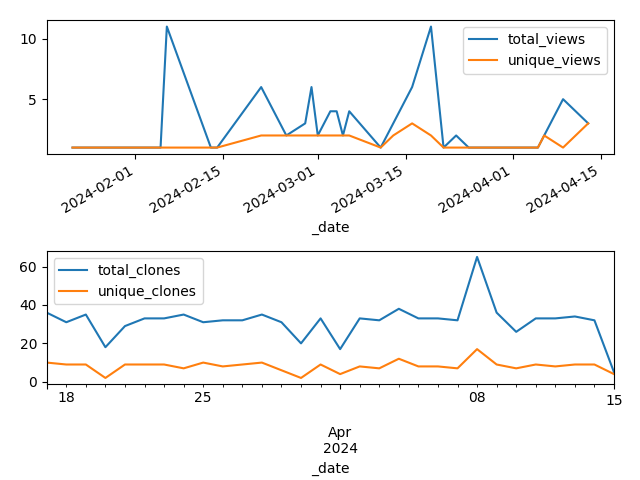 10
5
total_views
unique_views
2024-02-01
2024-02-15
2024-03-01
2024-03-15
2024-04-01
2024-04-15
_date
60
40
20
0
total_clones
unique_clones
18
25
08
15
Apr
2024
_date